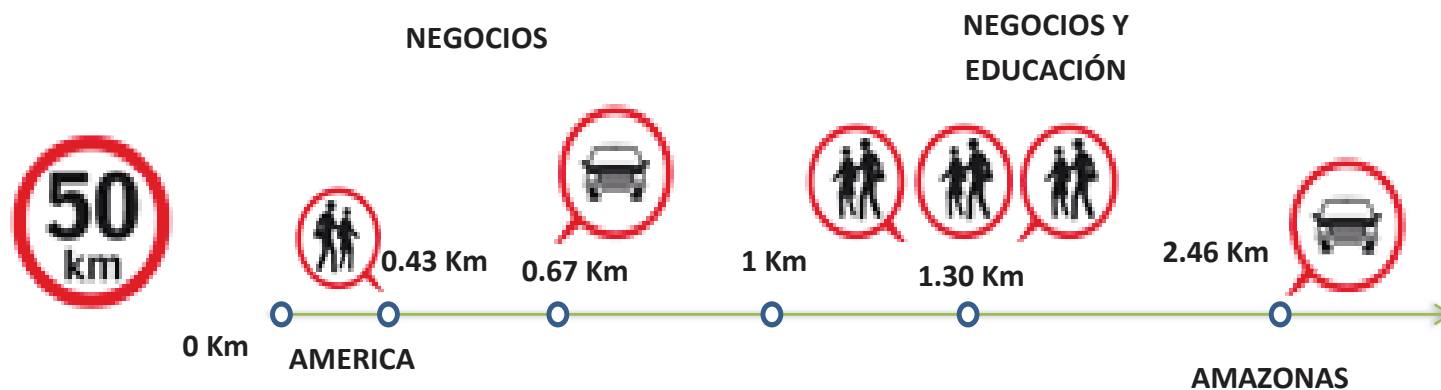 NEGOCIOS
NEGOCIOS Y
EDUCACIÓN
50
km
0.43 Km
0.67 Km
1 Km
1.30 Km
2.46 Km
0 Km
AMERICA
AMAZONAS